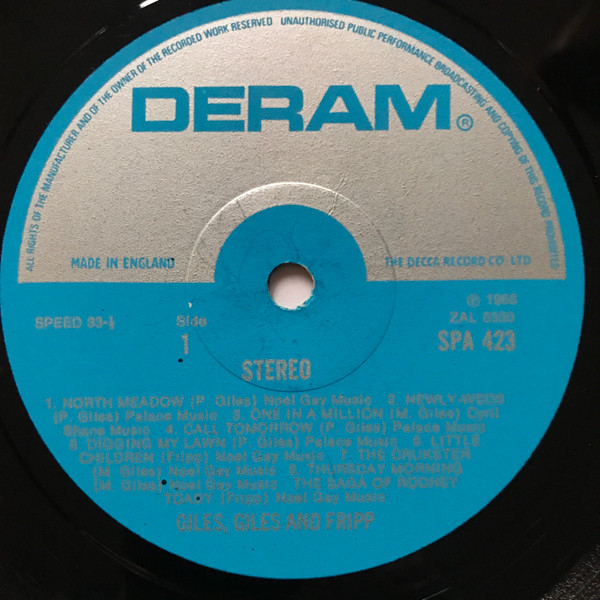 ALL RIGHTS OF THE MANUFACTURER AND OF THE OWNER OF THE RECORDED WORK RESERVED UNAUTHORISED PUBLIC PERFORMANCE BROADCASTING AND COPYING OF THIS RECORD PROHIBITED
DERAM®
MADE IN ENGLAND THE DECCA RECORD CO. LTD
℗ 1968
SPEED 33-⅓ Side ZAL
1 SPA 423
STEREO
1. NORTH MEADOW (P. Giles) Noel Gay Music 2. NEWLY-WEDS
(P. Giles) Palace Music 3. ONE IN A MILLION (M. Giles) Cyril
Shane Music 4. CALL TOMORROW (P. Giles) Palace Music
5. DIGGING MY LAWN (P. Giles) Palace Music 6. LITTLE
CHILDREN (Fripp) Noel Gay Music 7. THE CRUKSTER
(M. Giles) Noel Gay Music 8. THURSDAY MORNING
(M. Giles) Noel Gay Music THE SAGA OF RODNEY
TOADY (Fripp) Noel Gay Music
GILES, GILES AND FRIPP